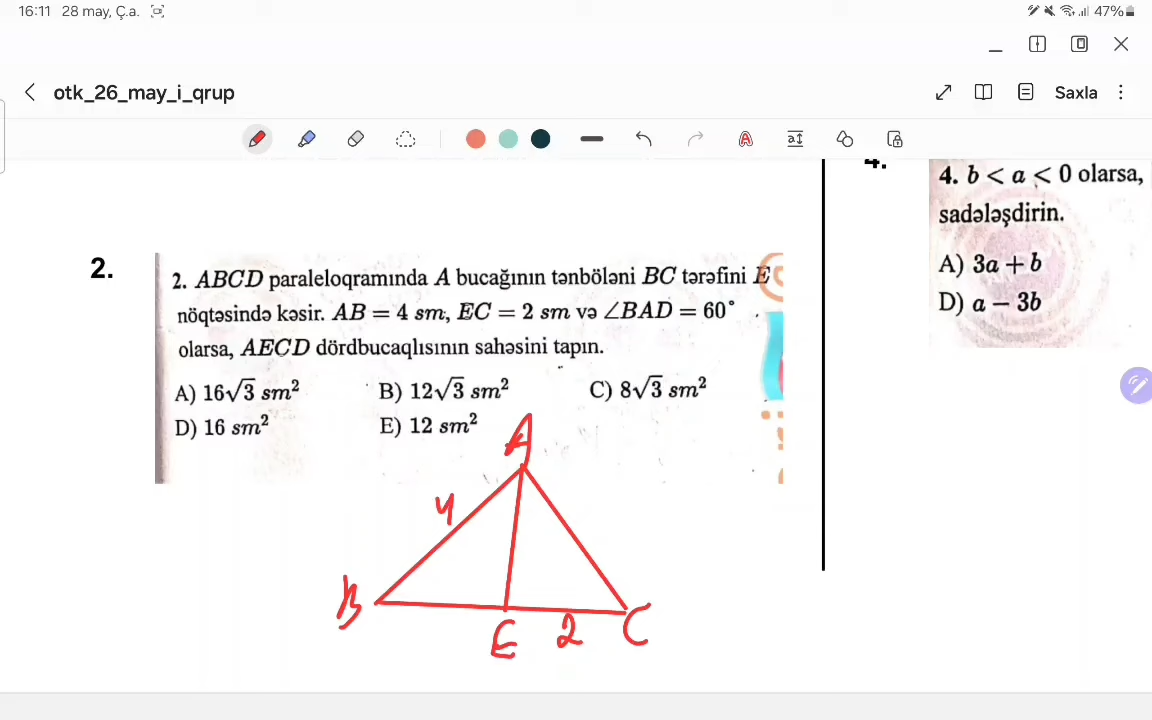 16:11 28 may, Ç.a. 47%
otk_26_may_i_qrup
Saxla
2.
2. ABCD paraleloqramında A bucağının tənböləni BC tərəfini E
nöqtəsində kəsir. AB = 4 sm, EC = 2 sm və ∠BAD = 60°
olarsa, AECD dördbucaqlısının sahəsini tapın.
A) 16√3 sm² B) 12√3 sm² C) 8√3 sm²
D) 16 sm² E) 12 sm²
A
4
B
E 2 C
4.
4. b < a < 0 olarsa,
sadələşdirin.
A) 3a + b
D) a − 3b